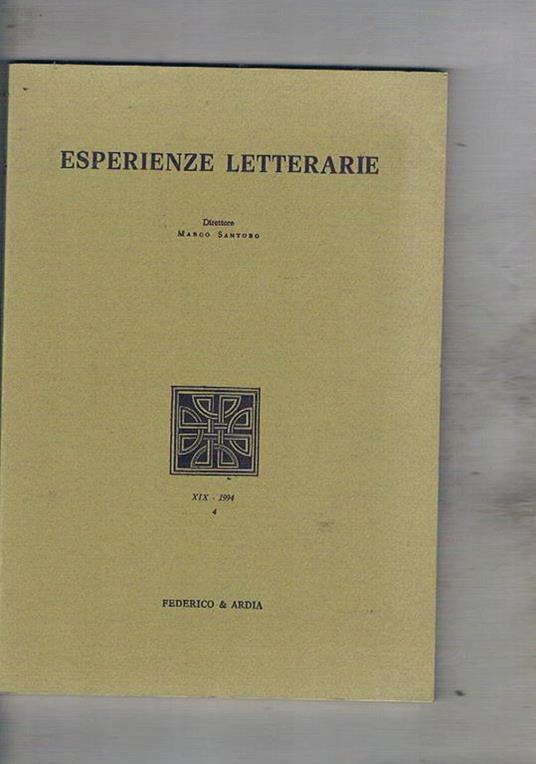 ESPERIENZE LETTERARIE
Direttore
MARCO SANTORO
XIX - 1994
4
FEDERICO & ARDIA